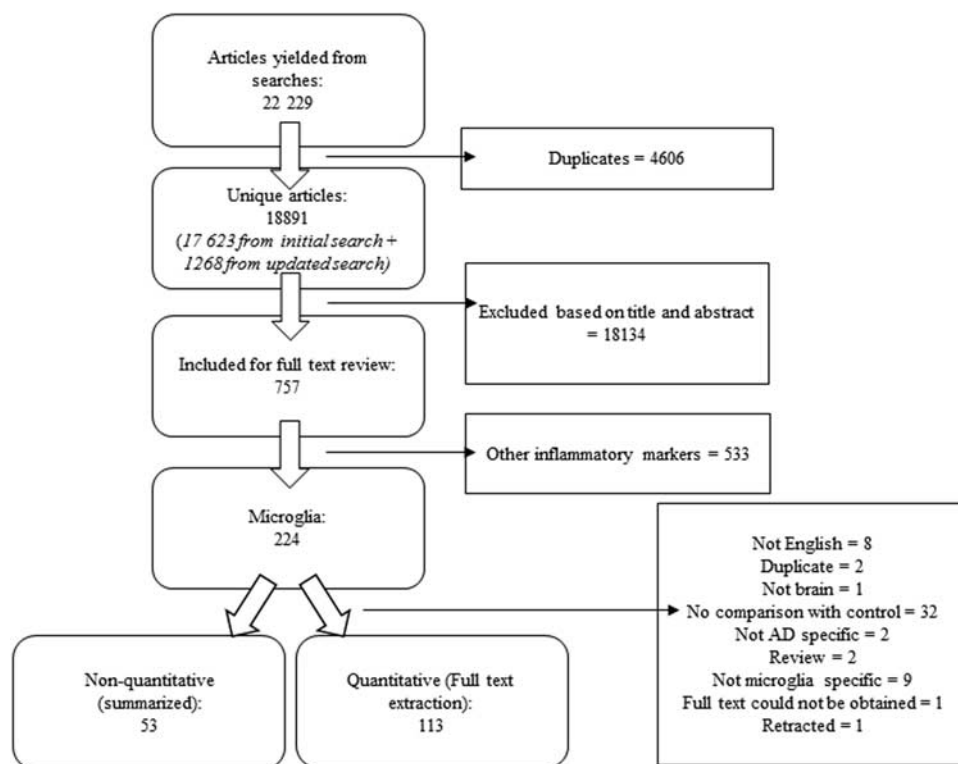 Articles yielded from
searches:
22 229
Duplicates = 4606
Unique articles:
18891
(17 623 from initial search +
1268 from updated search)
Excluded based on title and abstract
= 18134
Included for full text review:
757
Other inflammatory markers = 533
Microglia:
224
Not English = 8
Duplicate = 2
Not brain = 1
No comparison with control = 32
Not AD specific = 2
Review = 2
Not microglia specific = 9
Full text could not be obtained = 1
Retracted = 1
Non-quantitative
(summarized):
53
Quantitative (Full text
extraction):
113